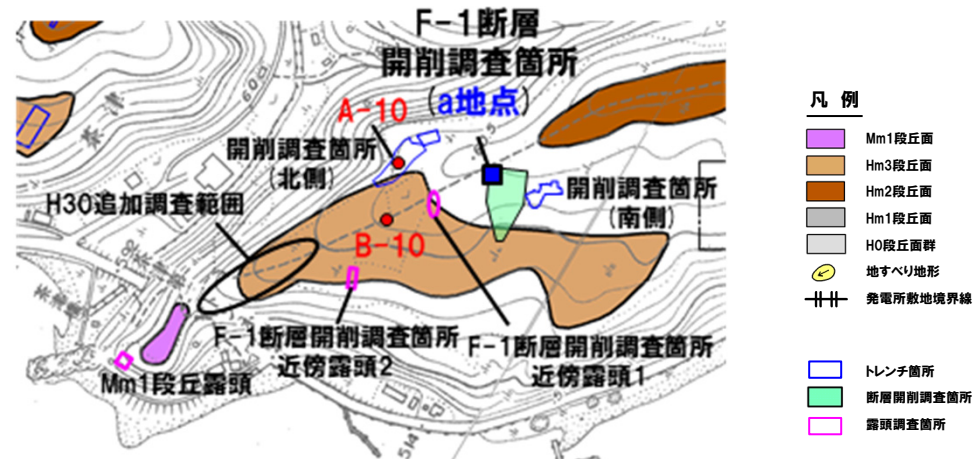 F-1断層
開削調査箇所
(a地点)
A-10
開削調査箇所
(北側)
H30追加調査範囲
B-10
開削調査箇所
(南側)
F-1断層開削調査箇所
近傍露頭2
F-1断層開削調査箇所
近傍露頭1
Mm1段丘露頭
60
5
514
凡 例
Mm1段丘面
Hm3段丘面
Hm2段丘面
Hm1段丘面
H0段丘面群
地すべり地形
発電所敷地境界線
トレンチ箇所
断層開削調査箇所
露頭調査箇所